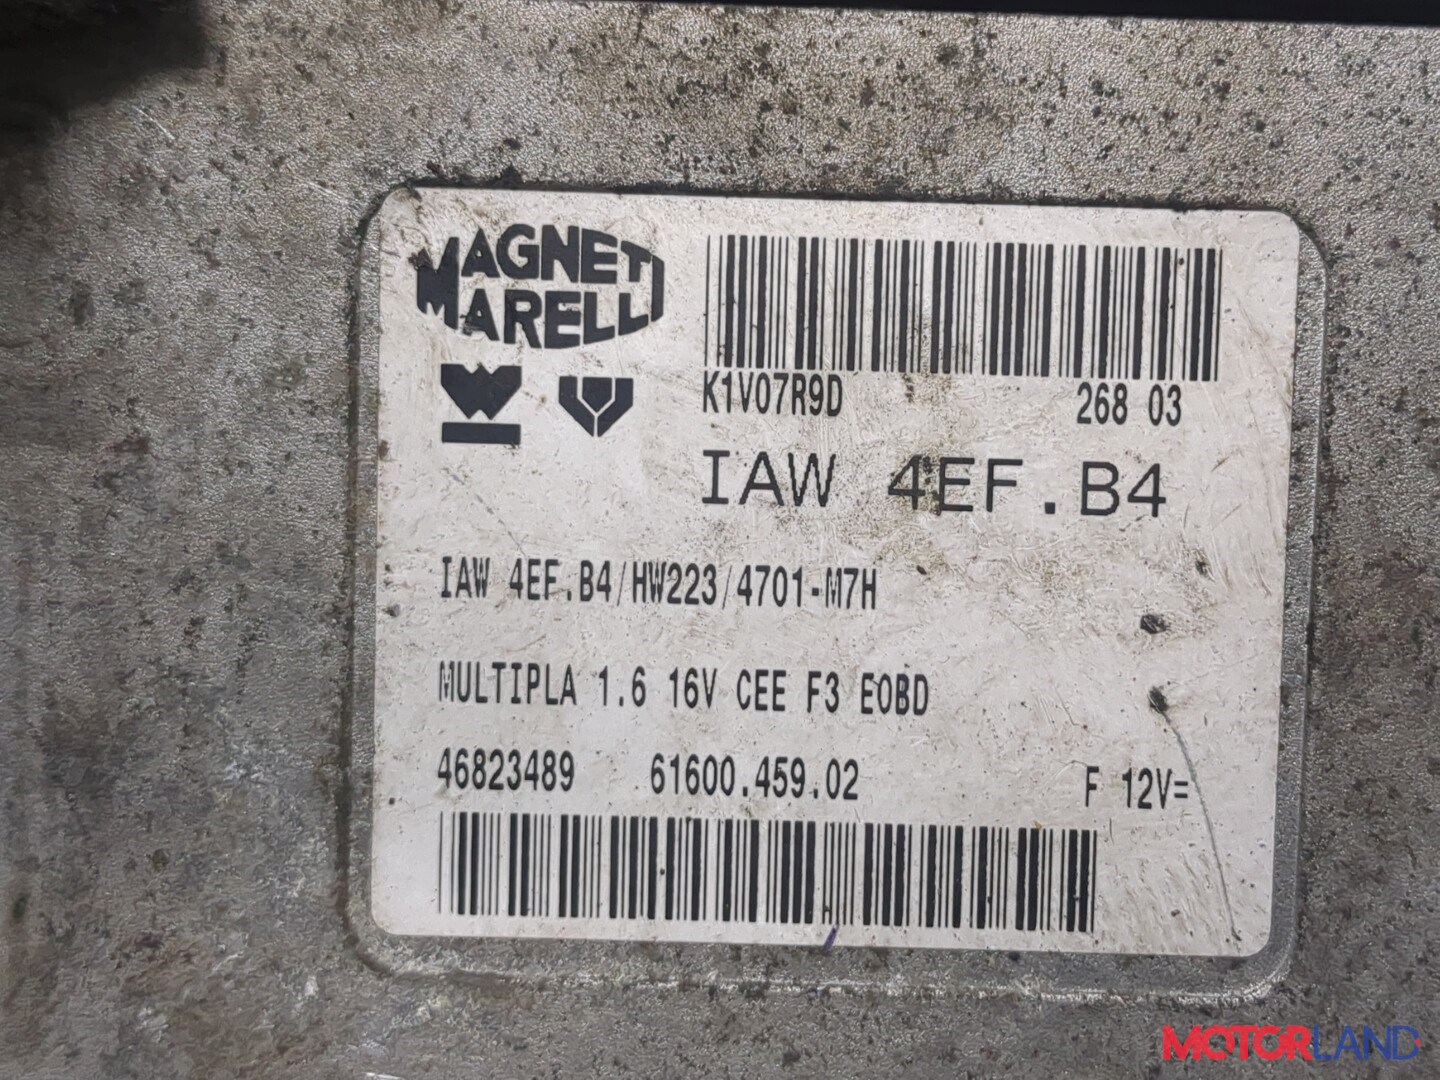 MAGNETI
MARELLI
K1V07R9D 268 03
IAW 4EF.B4
IAW 4EF.B4/HW223/4701-M7H
MULTIPLA 1.6 16V CEE F3 EOBD
46823489 61600.459.02 F 12V=
MOTORLAND